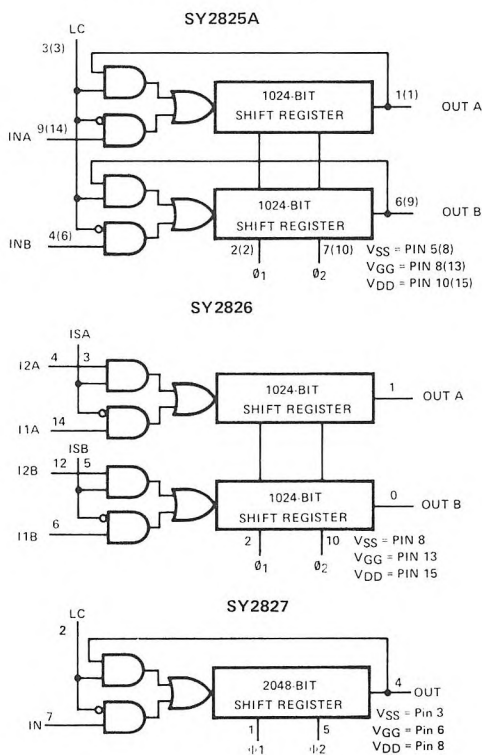 SY2825A
LC
3(3)
1024-BIT
SHIFT REGISTER
1(1)
OUT A
INA
9(14)
1024-BIT
SHIFT REGISTER
6(9)
OUT B
INB
4(6)
2(2)
7(10)
Ø1
Ø2
VSS = PIN 5(8)
VGG = PIN 8(13)
VDD = PIN 10(15)
SY2826
ISA
I2A
4
3
1024-BIT
SHIFT REGISTER
1
OUT A
I1A
14
ISB
I2B
12
5
1024-BIT
SHIFT REGISTER
0
OUT B
I1B
6
2
10
Ø1
Ø2
VSS = PIN 8
VGG = PIN 13
VDD = PIN 15
SY2827
LC
2
2048-BIT
SHIFT REGISTER
4
OUT
IN
7
1
5
ϕ1
ϕ2
VSS = Pin 3
VGG = Pin 6
VDD = Pin 8